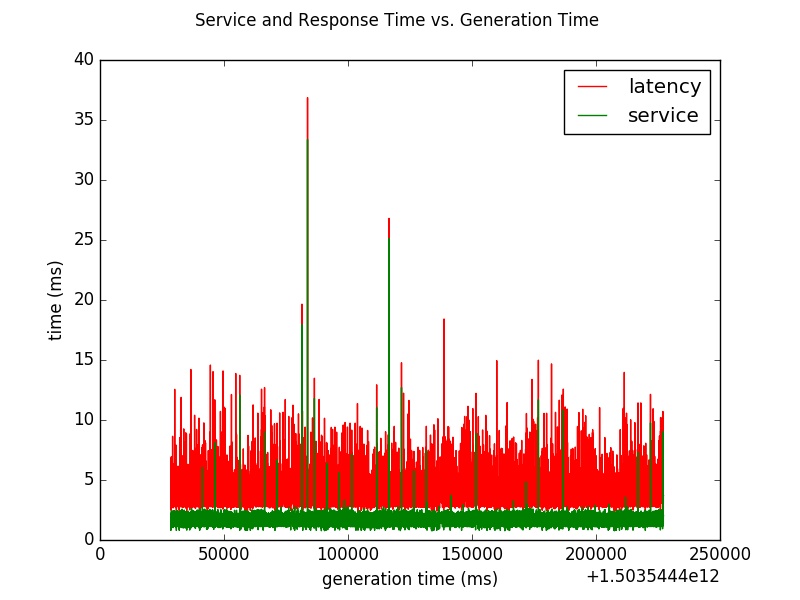 Service and Response Time vs. Generation Time
40
35
30
25
20
15
10
5
0
latency
service
time (ms)
0 50000 100000 150000 200000 250000
generation time (ms)
+1.5035444e12